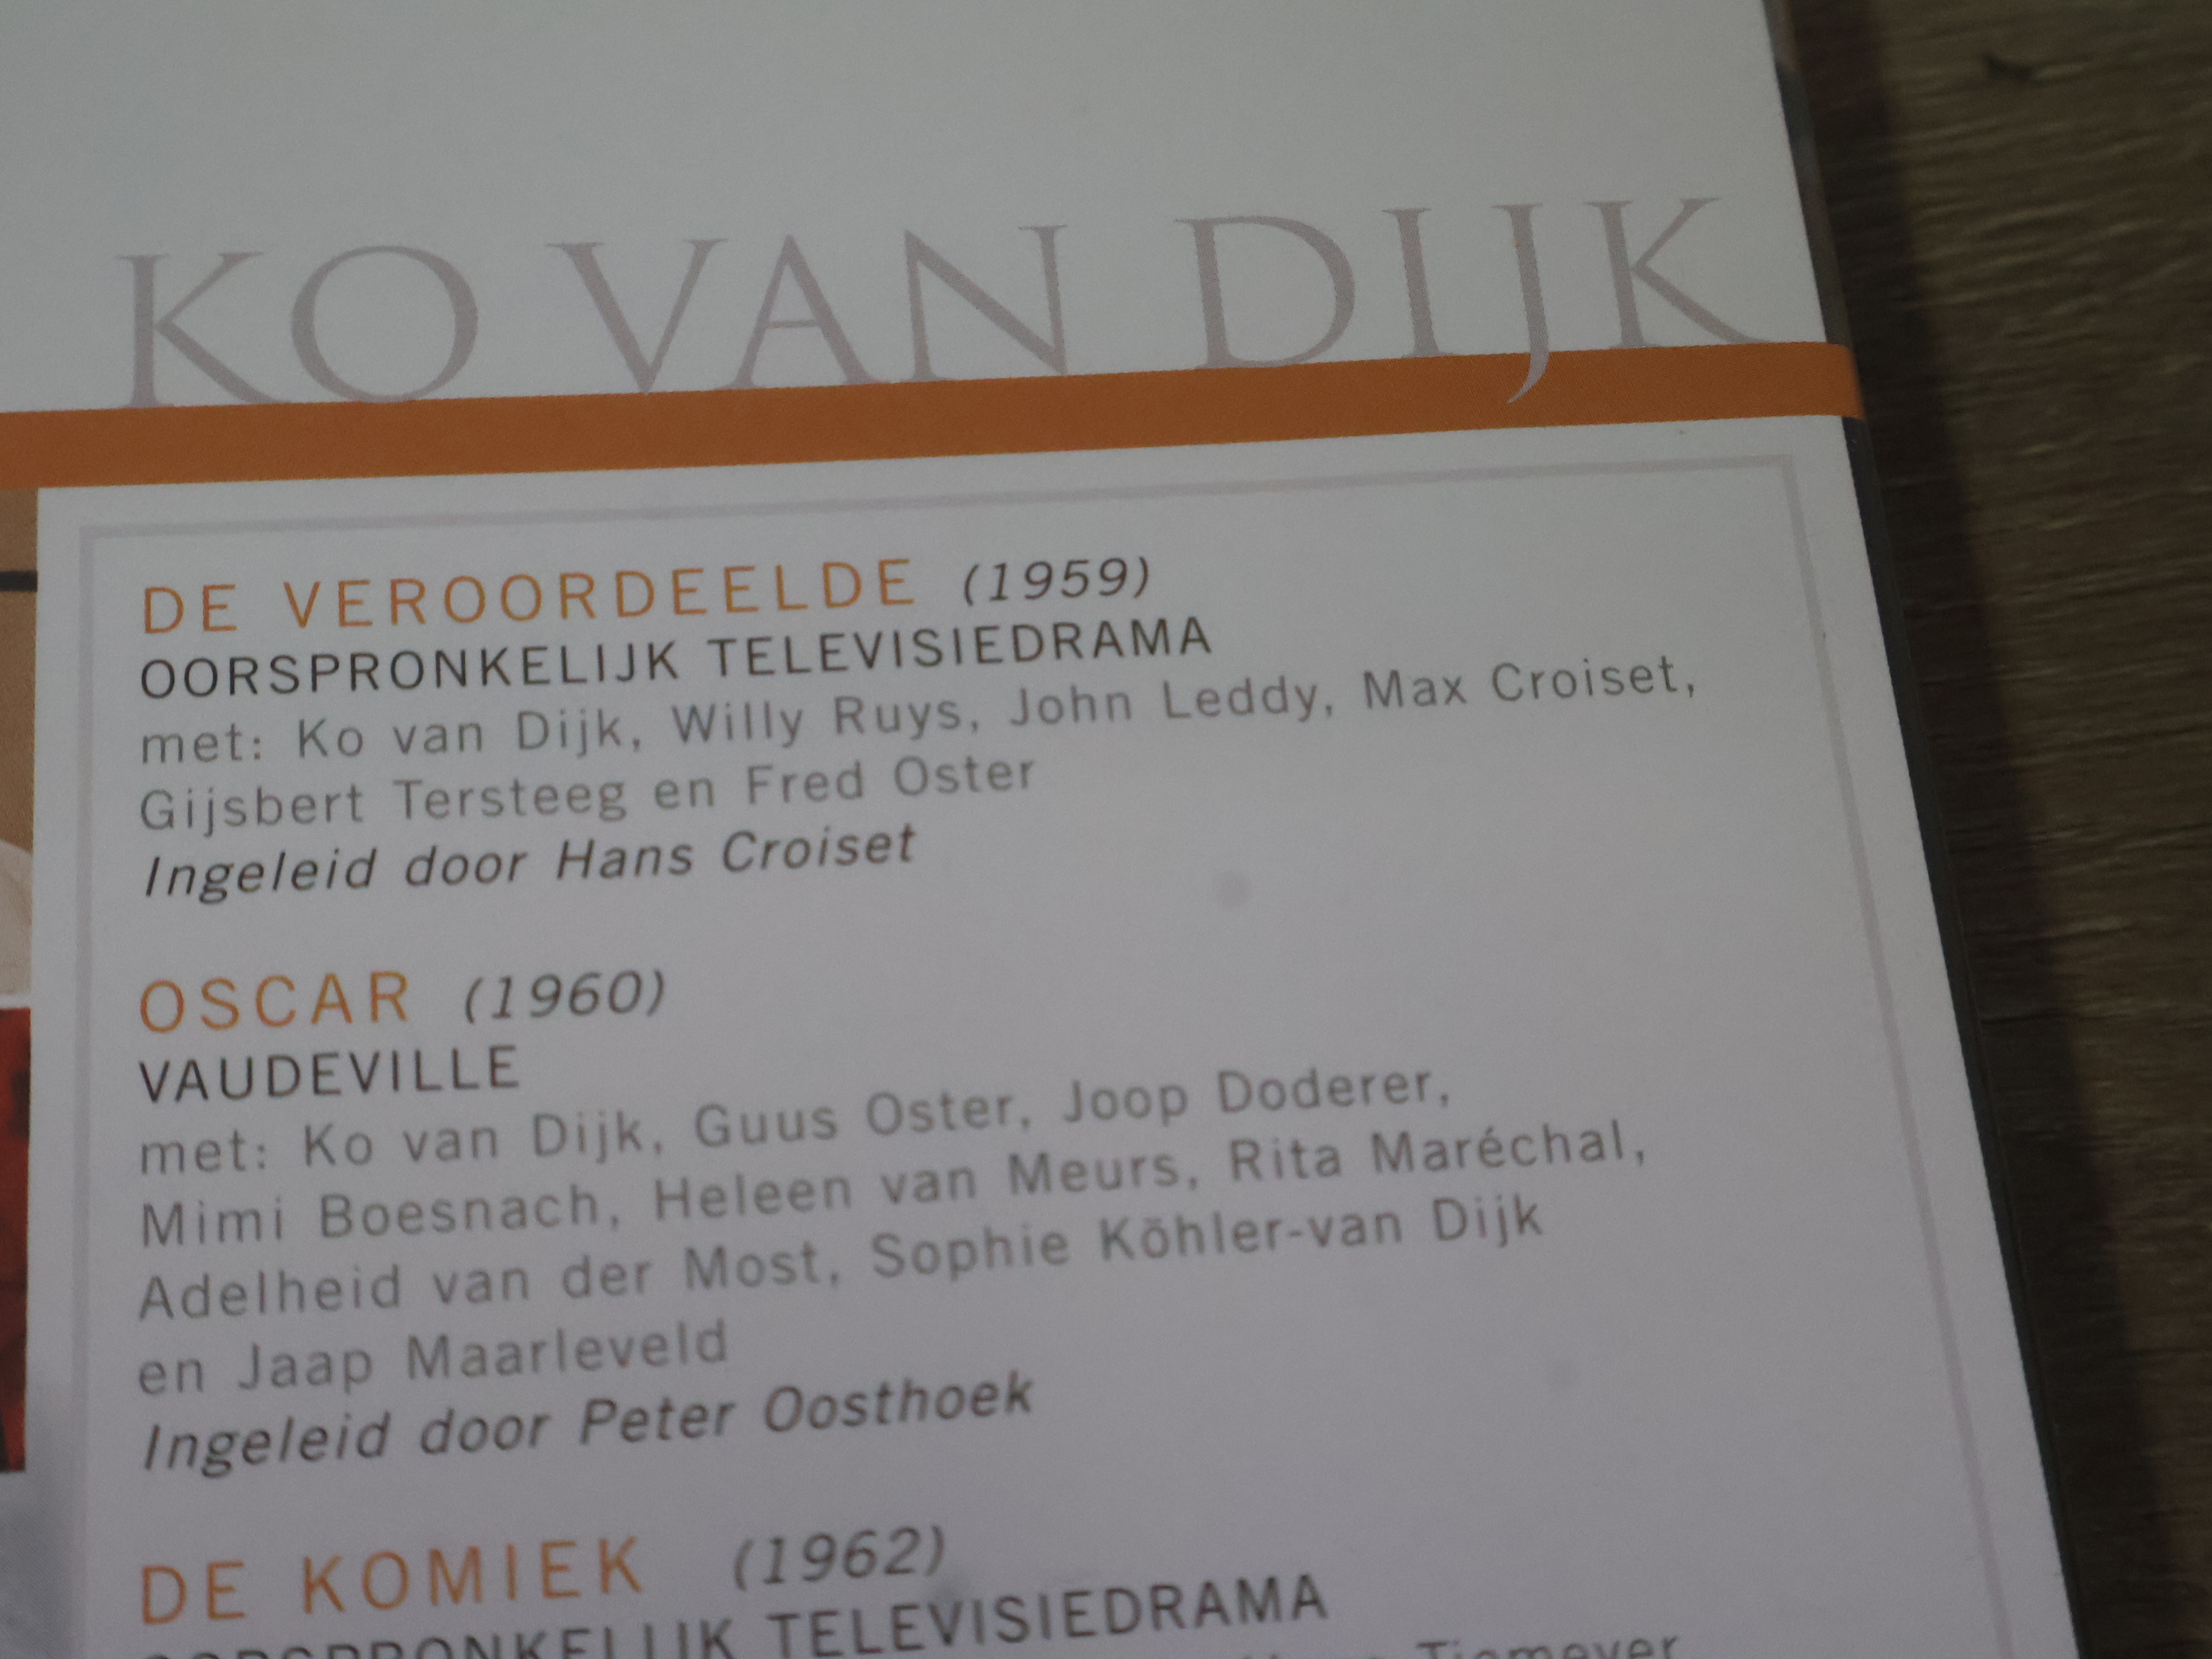 KO VAN DIJK
DE VEROORDEELDE (1959)
OORSPRONKELIJK TELEVISIEDRAMA
met: Ko van Dijk, Willy Ruys, John Leddy, Max Croiset,
Gijsbert Tersteeg en Fred Oster
Ingeleid door Hans Croiset
OSCAR (1960)
VAUDEVILLE
met: Ko van Dijk, Guus Oster, Joop Doderer,
Mimi Boesnach, Heleen van Meurs, Rita Maréchal,
Adelheid van der Most, Sophie Köhler-van Dijk
en Jaap Maarleveld
Ingeleid door Peter Oosthoek
DE KOMIEK (1962)
OORSPRONKELIJK TELEVISIEDRAMA
Tiemeyer